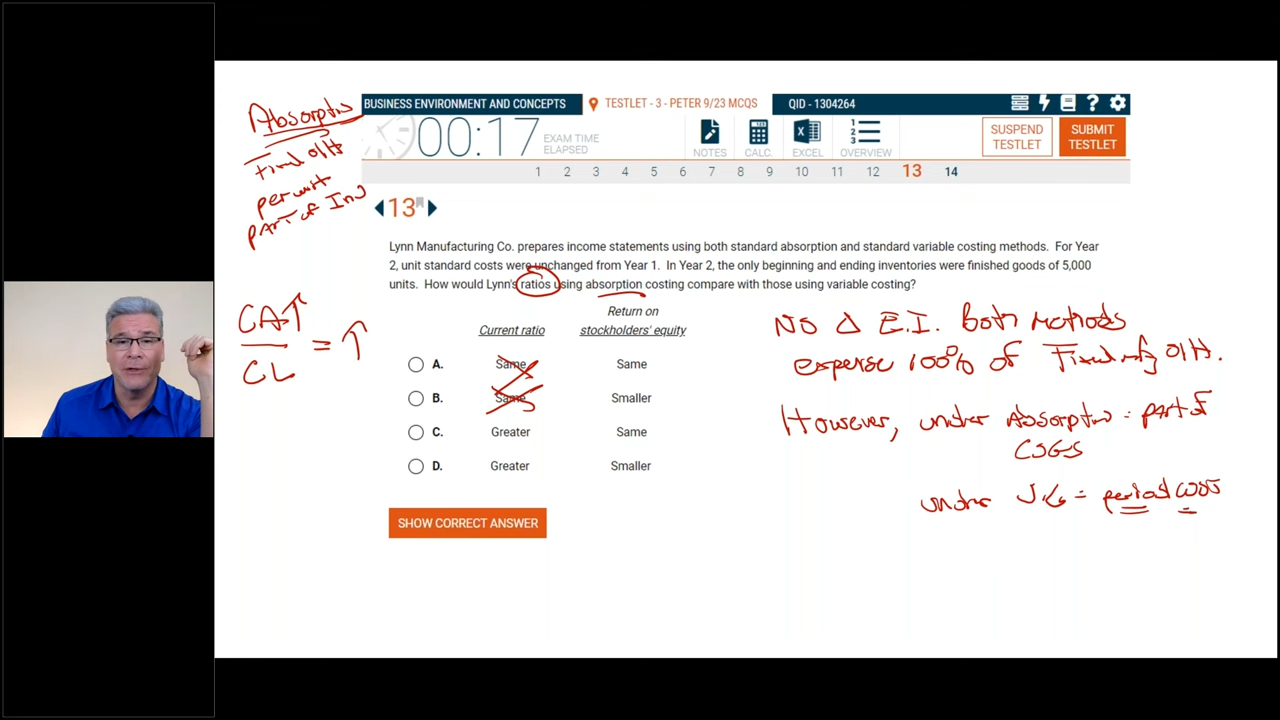 Absorptn
Fixed O/H
per unit
part of Inv
BUSINESS ENVIRONMENT AND CONCEPTS
TESTLET - 3 - PETER 9/23 MCQS
QID - 1304264
00:17
EXAM TIME
ELAPSED
NOTES
CALC.
EXCEL
OVERVIEW
SUSPEND
TESTLET
SUBMIT
TESTLET
1 2 3 4 5 6 7 8 9 10 11 12 13 14
13
Lynn Manufacturing Co. prepares income statements using both standard absorption and standard variable costing methods. For Year
2, unit standard costs were unchanged from Year 1. In Year 2, the only beginning and ending inventories were finished goods of 5,000
units. How would Lynn's ratios using absorption costing compare with those using variable costing?
Return on
Current ratio stockholders' equity
A. Same Same
B. Same Smaller
C. Greater Same
D. Greater Smaller
SHOW CORRECT ANSWER
CA↑
CL = ↑
No Δ E.I. both methods
expense 100% of Fixed mfg O/H.
However, under Absorptn = part of
COGS
under = period